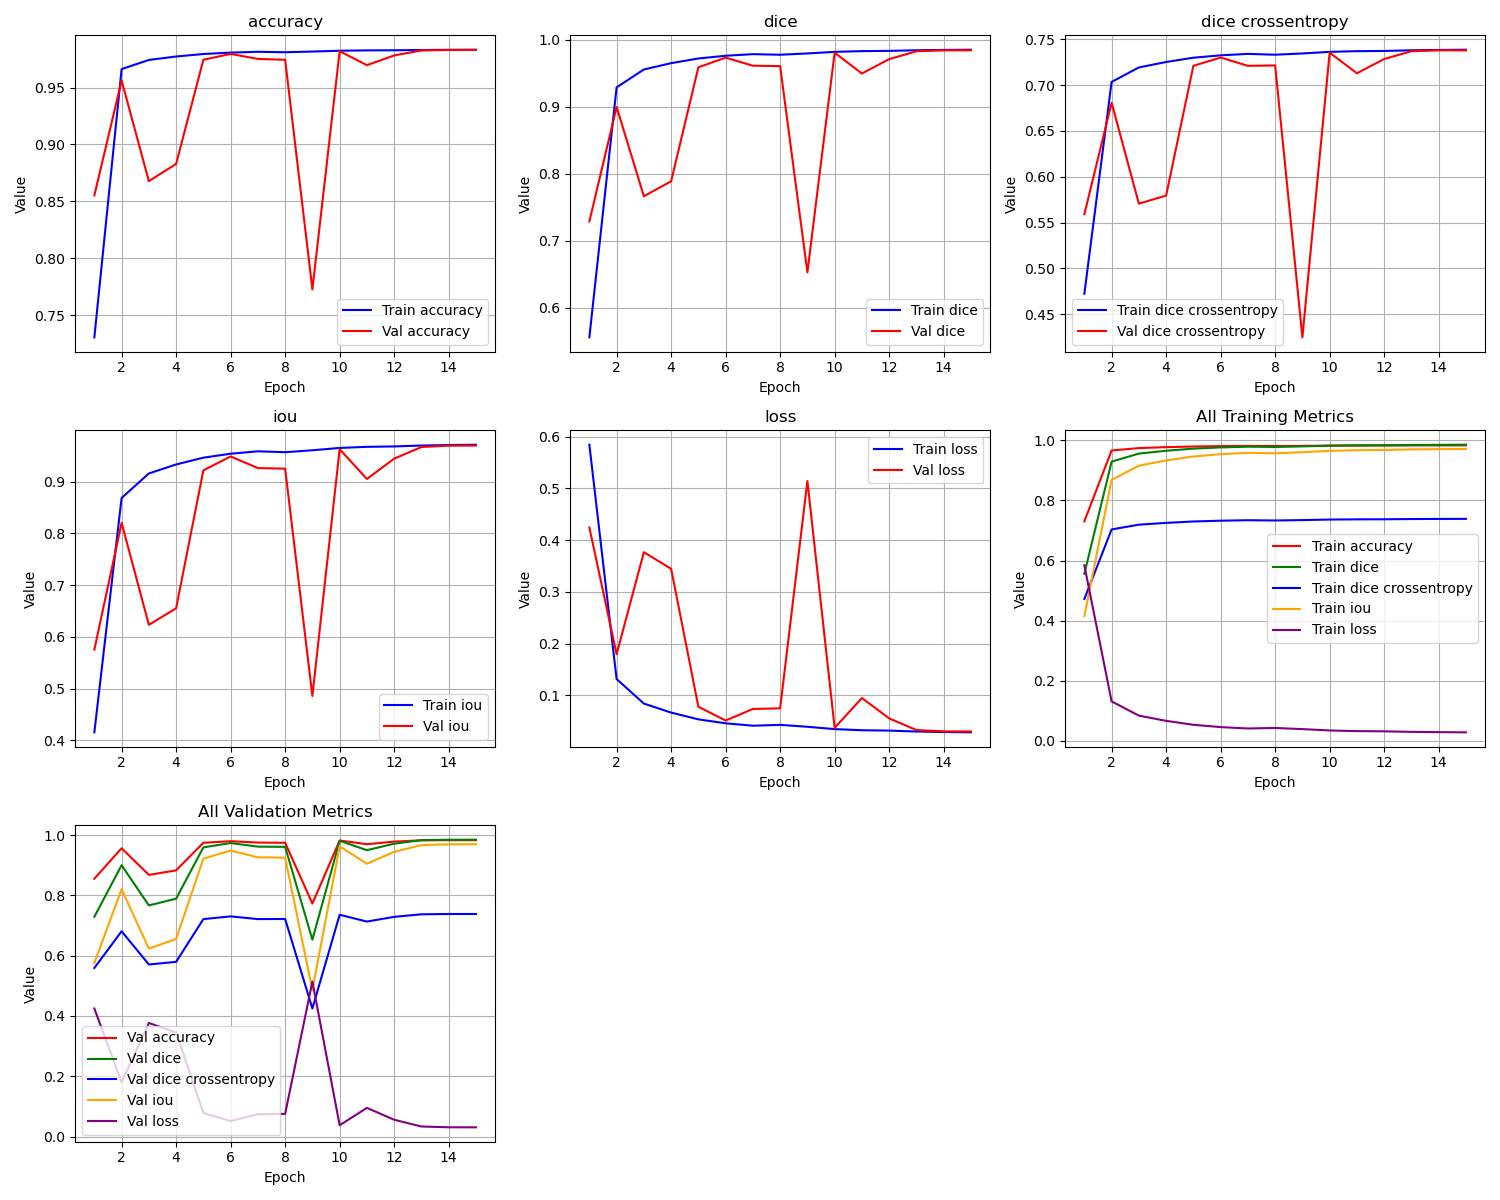 accuracy
Value
0.95
0.90
0.85
0.80
0.75
Train accuracy
Val accuracy
2 4 6 8 10 12 14
Epoch
dice
Value
1.0
0.9
0.8
0.7
0.6
Train dice
Val dice
2 4 6 8 10 12 14
Epoch
dice crossentropy
Value
0.75
0.70
0.65
0.60
0.55
0.50
0.45
Train dice crossentropy
Val dice crossentropy
2 4 6 8 10 12 14
Epoch
iou
Value
0.9
0.8
0.7
0.6
0.5
0.4
Train iou
Val iou
2 4 6 8 10 12 14
Epoch
loss
Value
0.6
0.5
0.4
0.3
0.2
0.1
Train loss
Val loss
2 4 6 8 10 12 14
Epoch
All Training Metrics
Value
1.0
0.8
0.6
0.4
0.2
0.0
Train accuracy
Train dice
Train dice crossentropy
Train iou
Train loss
2 4 6 8 10 12 14
Epoch
All Validation Metrics
Value
1.0
0.8
0.6
0.4
0.2
0.0
Val accuracy
Val dice
Val dice crossentropy
Val iou
Val loss
2 4 6 8 10 12 14
Epoch